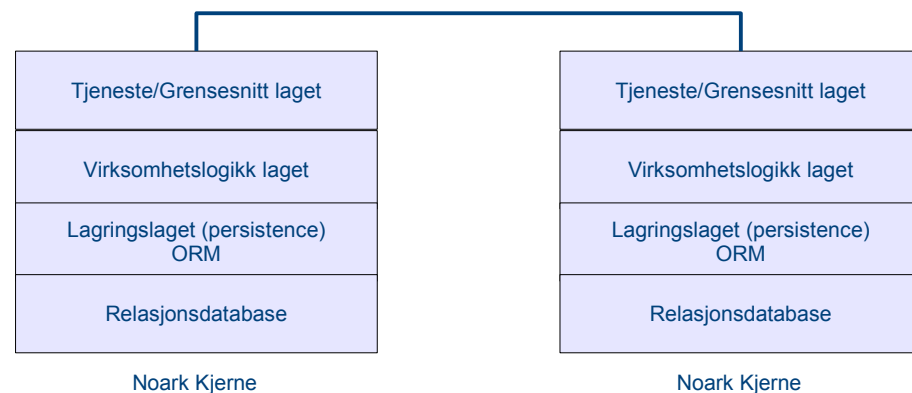 Tjeneste/Grensesnitt laget
Virksomhetslogikk laget
Lagringslaget (persistence)
ORM
Relasjonsdatabase
Noark Kjerne
Tjeneste/Grensesnitt laget
Virksomhetslogikk laget
Lagringslaget (persistence)
ORM
Relasjonsdatabase
Noark Kjerne